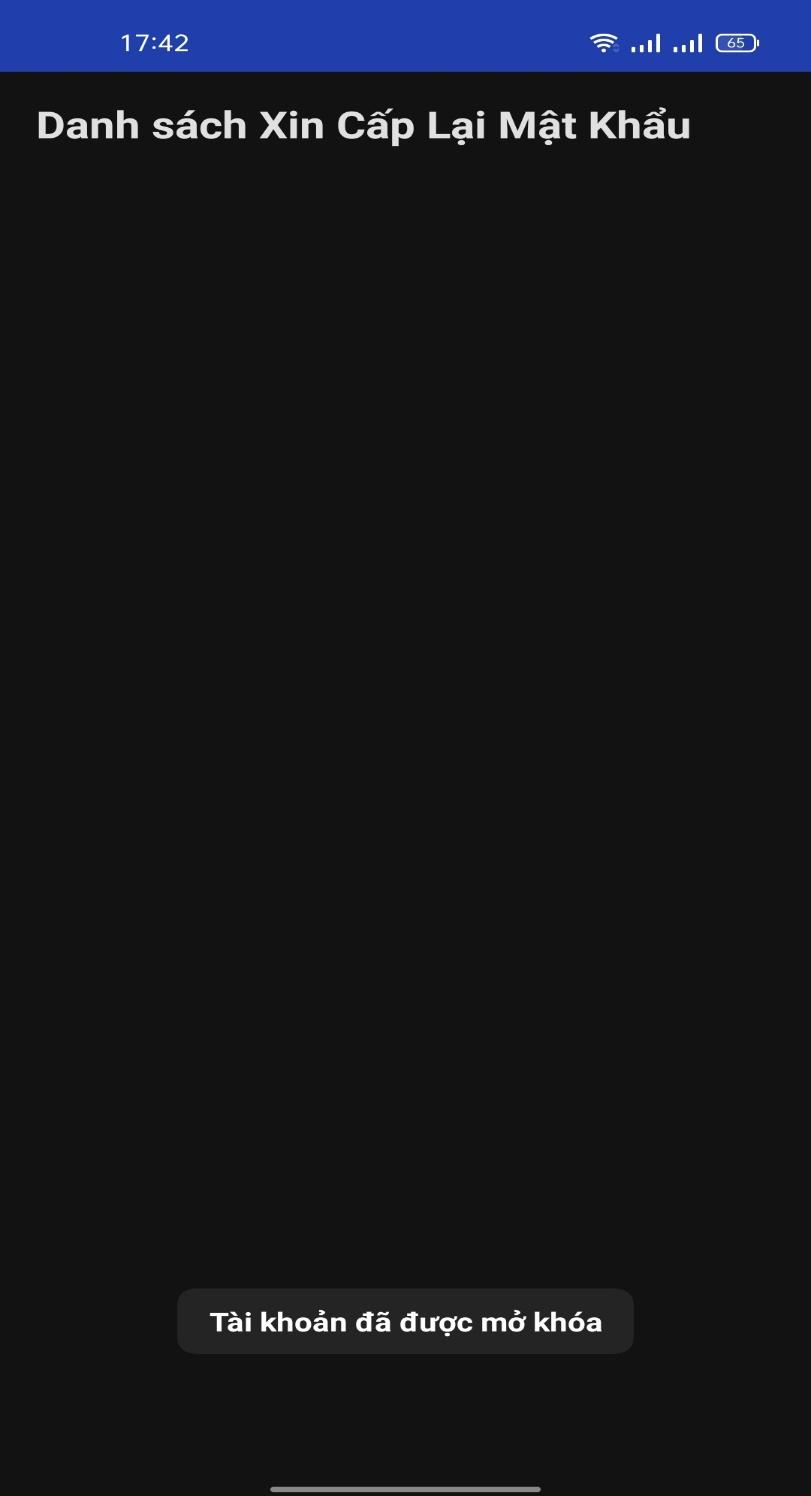 17:42
65
Danh sách Xin Cấp Lại Mật Khẩu
Tài khoản đã được mở khóa